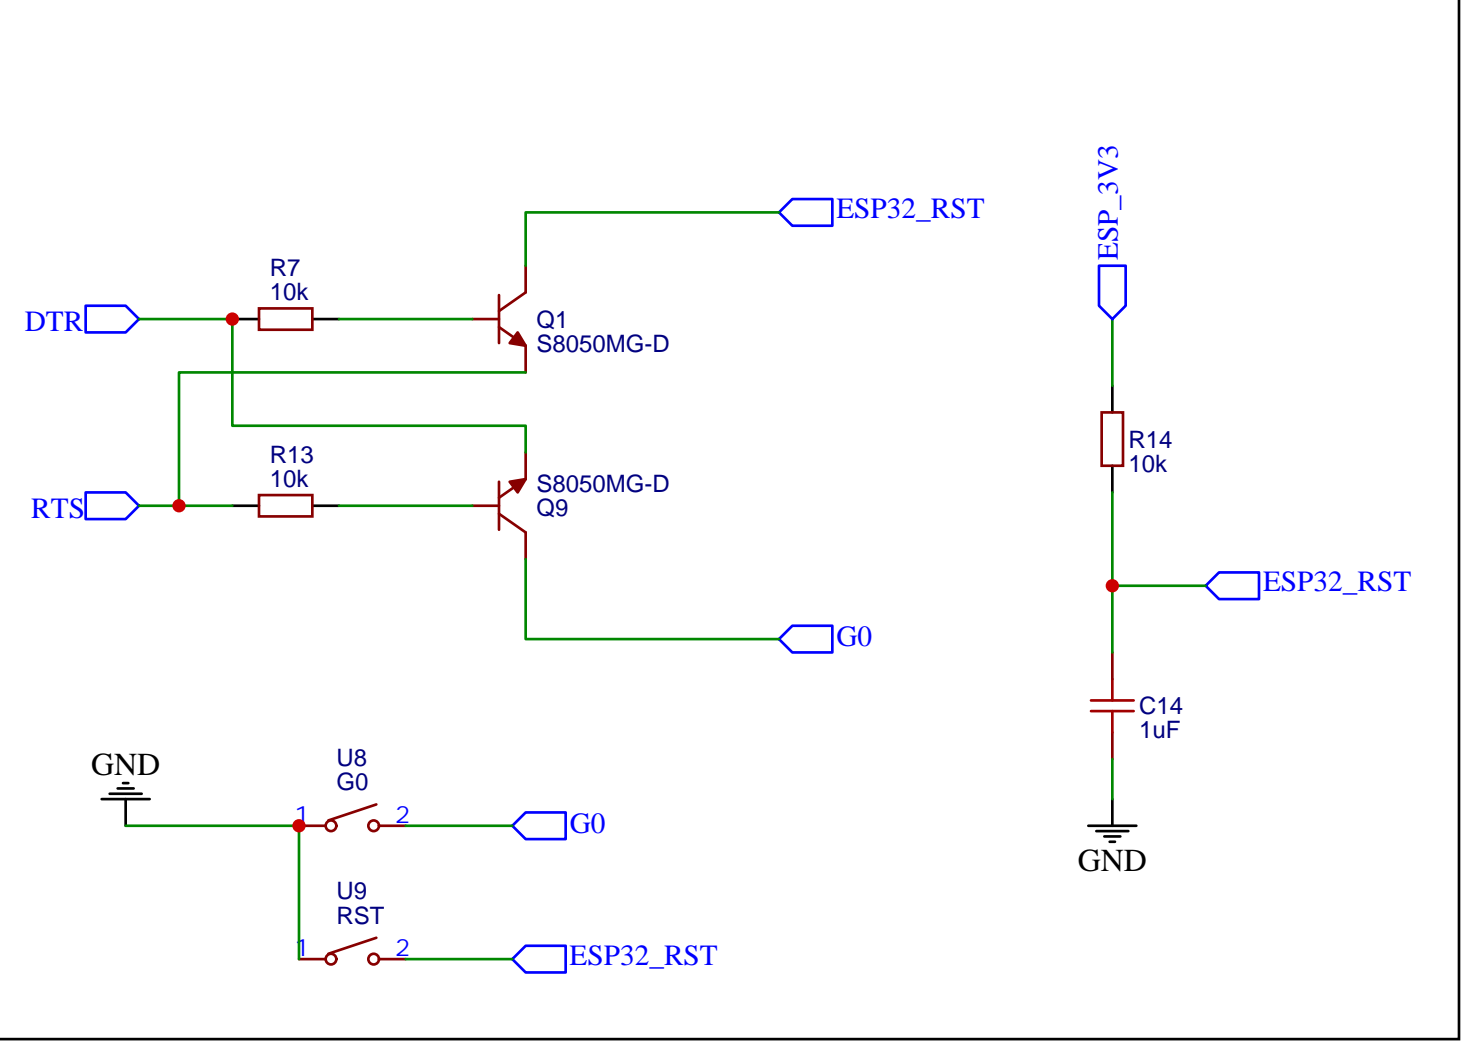 ESP_3V3
ESP32_RST
R7
10k
DTR
Q1
S8050MG-D
R13
10k
RTS
S8050MG-D
Q9
G0
R14
10k
ESP32_RST
C14
1uF
GND
GND
U8
G0
1 2
G0
U9
RST
1 2
ESP32_RST